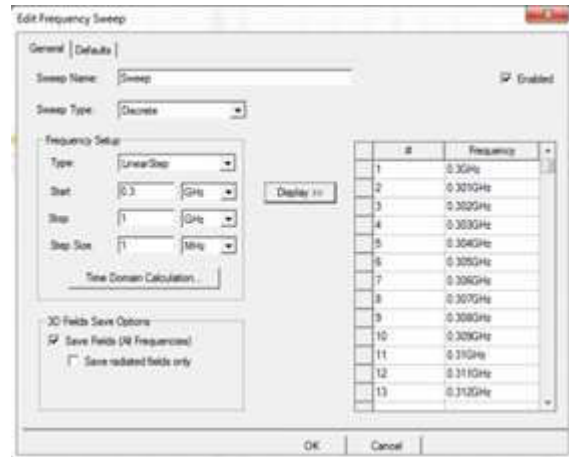 Edit Frequency Sweep
General Defaults
Sweep Name: Sweep Enabled
Sweep Type: Discrete
Frequency Setup
Type: LinearStep
Start 0.3 GHz
Stop 1 GHz
Step Size 1 MHz
Time Domain Calculation...
3D Fields Save Options
Save Fields (All Frequencies)
Save radiated fields only
Display >>
# Frequency
1 0.3GHz
2 0.301GHz
3 0.302GHz
4 0.303GHz
5 0.304GHz
6 0.305GHz
7 0.306GHz
8 0.307GHz
9 0.308GHz
10 0.309GHz
11 0.31GHz
12 0.311GHz
13 0.312GHz
OK Cancel